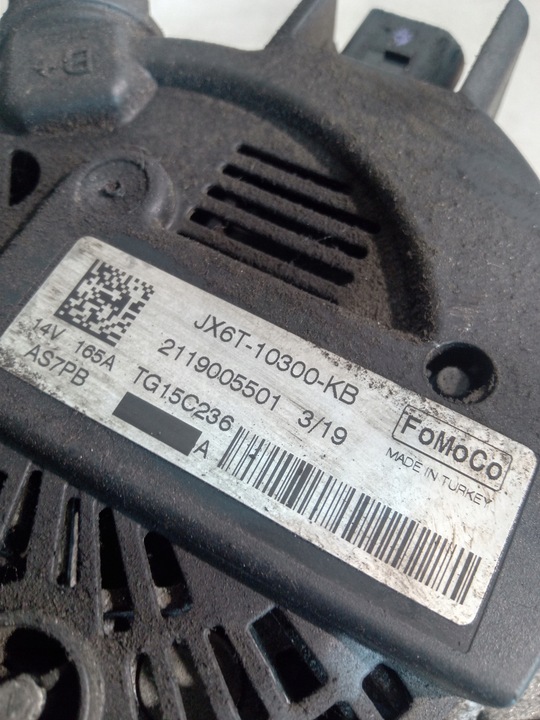 B+
JX6T-10300-KB
14V 165A 2119005501 3/19
AS7PB TG15C236
A
FoMoCo
MADE IN TURKEY